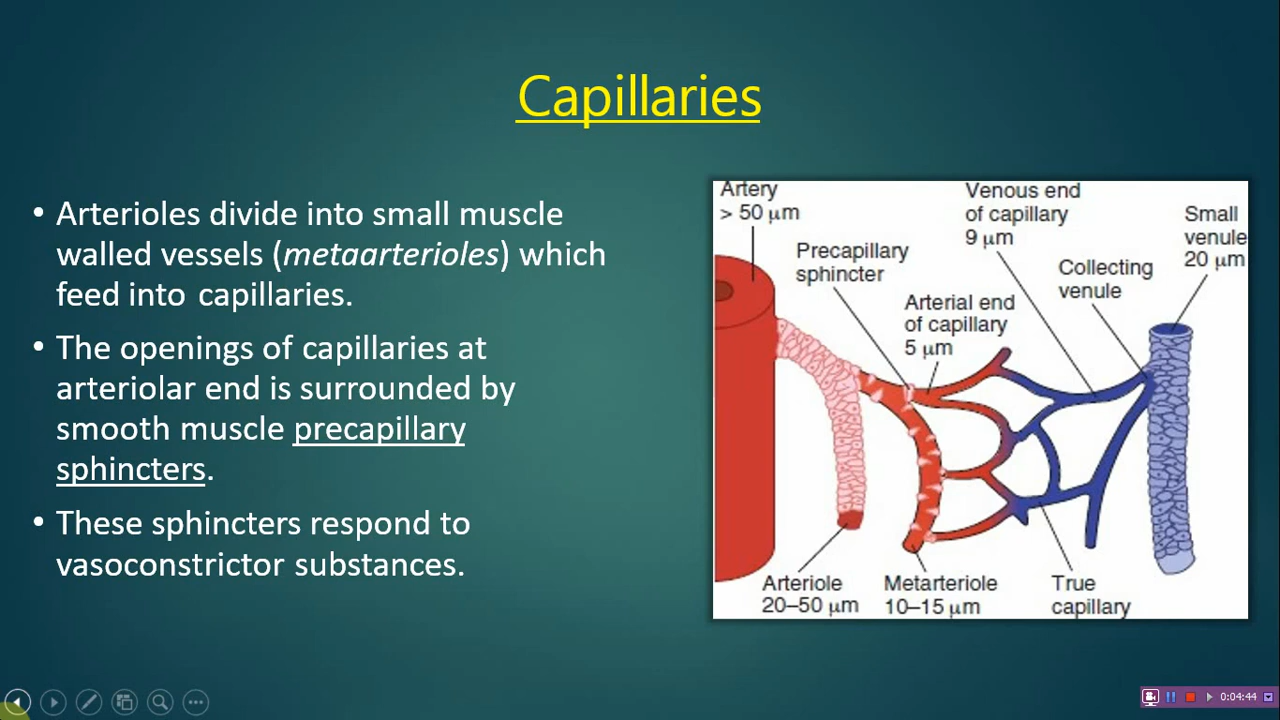 Capillaries
• Arterioles divide into small muscle
walled vessels (metaarterioles) which
feed into capillaries.
• The openings of capillaries at
arteriolar end is surrounded by
smooth muscle precapillary
sphincters.
• These sphincters respond to
vasoconstrictor substances.
Artery
> 50 µm
Precapillary
sphincter
Arterial end
of capillary
5 µm
Venous end
of capillary
9 µm
Collecting
venule
Small
venule
20 µm
Arteriole
20–50 µm
Metarteriole
10–15 µm
True
capillary
0:04:44